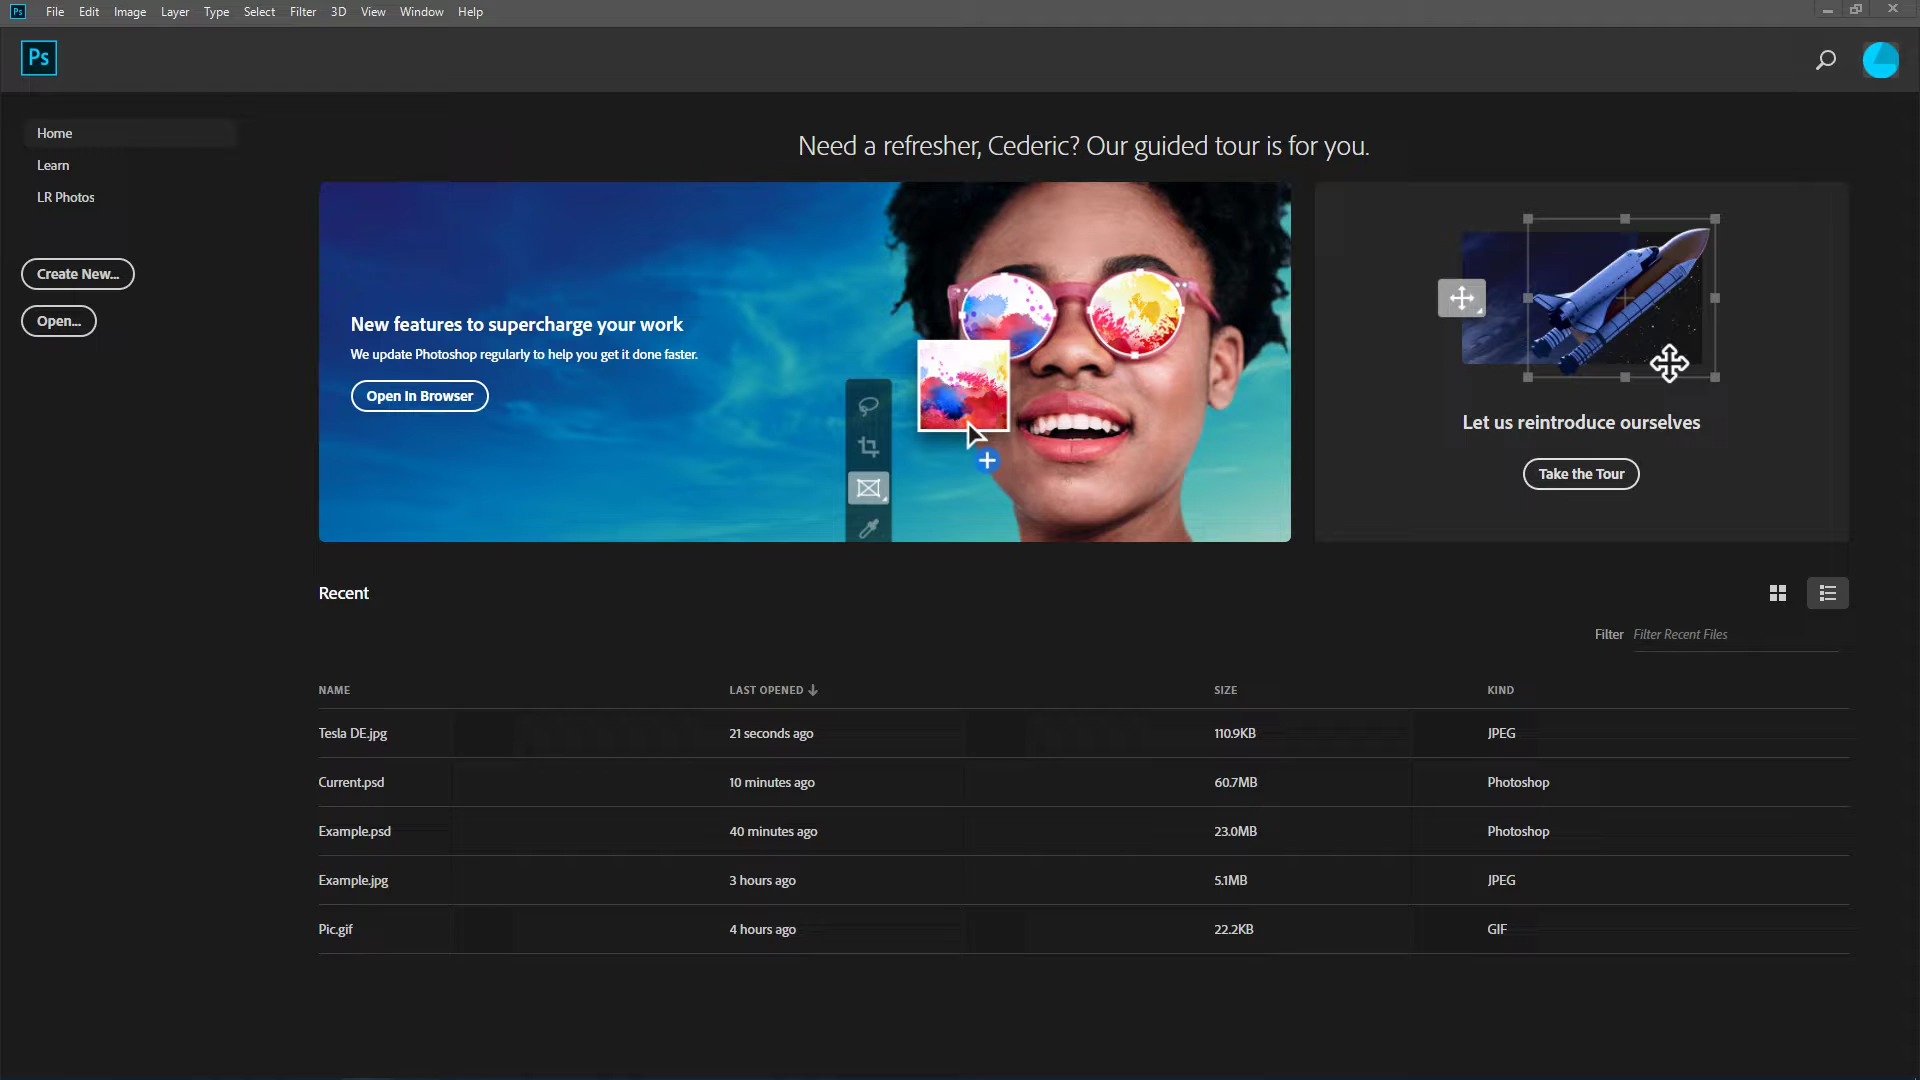 Ps File Edit Image Layer Type Select Filter 3D View Window Help
Ps
Home
Learn
LR Photos
Create New...
Open...
Need a refresher, Cederic? Our guided tour is for you.
New features to supercharge your work
We update Photoshop regularly to help you get it done faster.
Open In Browser
Let us reintroduce ourselves
Take the Tour
Recent
Filter Filter Recent Files
NAME LAST OPENED SIZE KIND
Tesla DE.jpg 21 seconds ago 110.9KB JPEG
Current.psd 10 minutes ago 60.7MB Photoshop
Example.psd 40 minutes ago 23.0MB Photoshop
Example.jpg 3 hours ago 5.1MB JPEG
Pic.gif 4 hours ago 22.2KB GIF